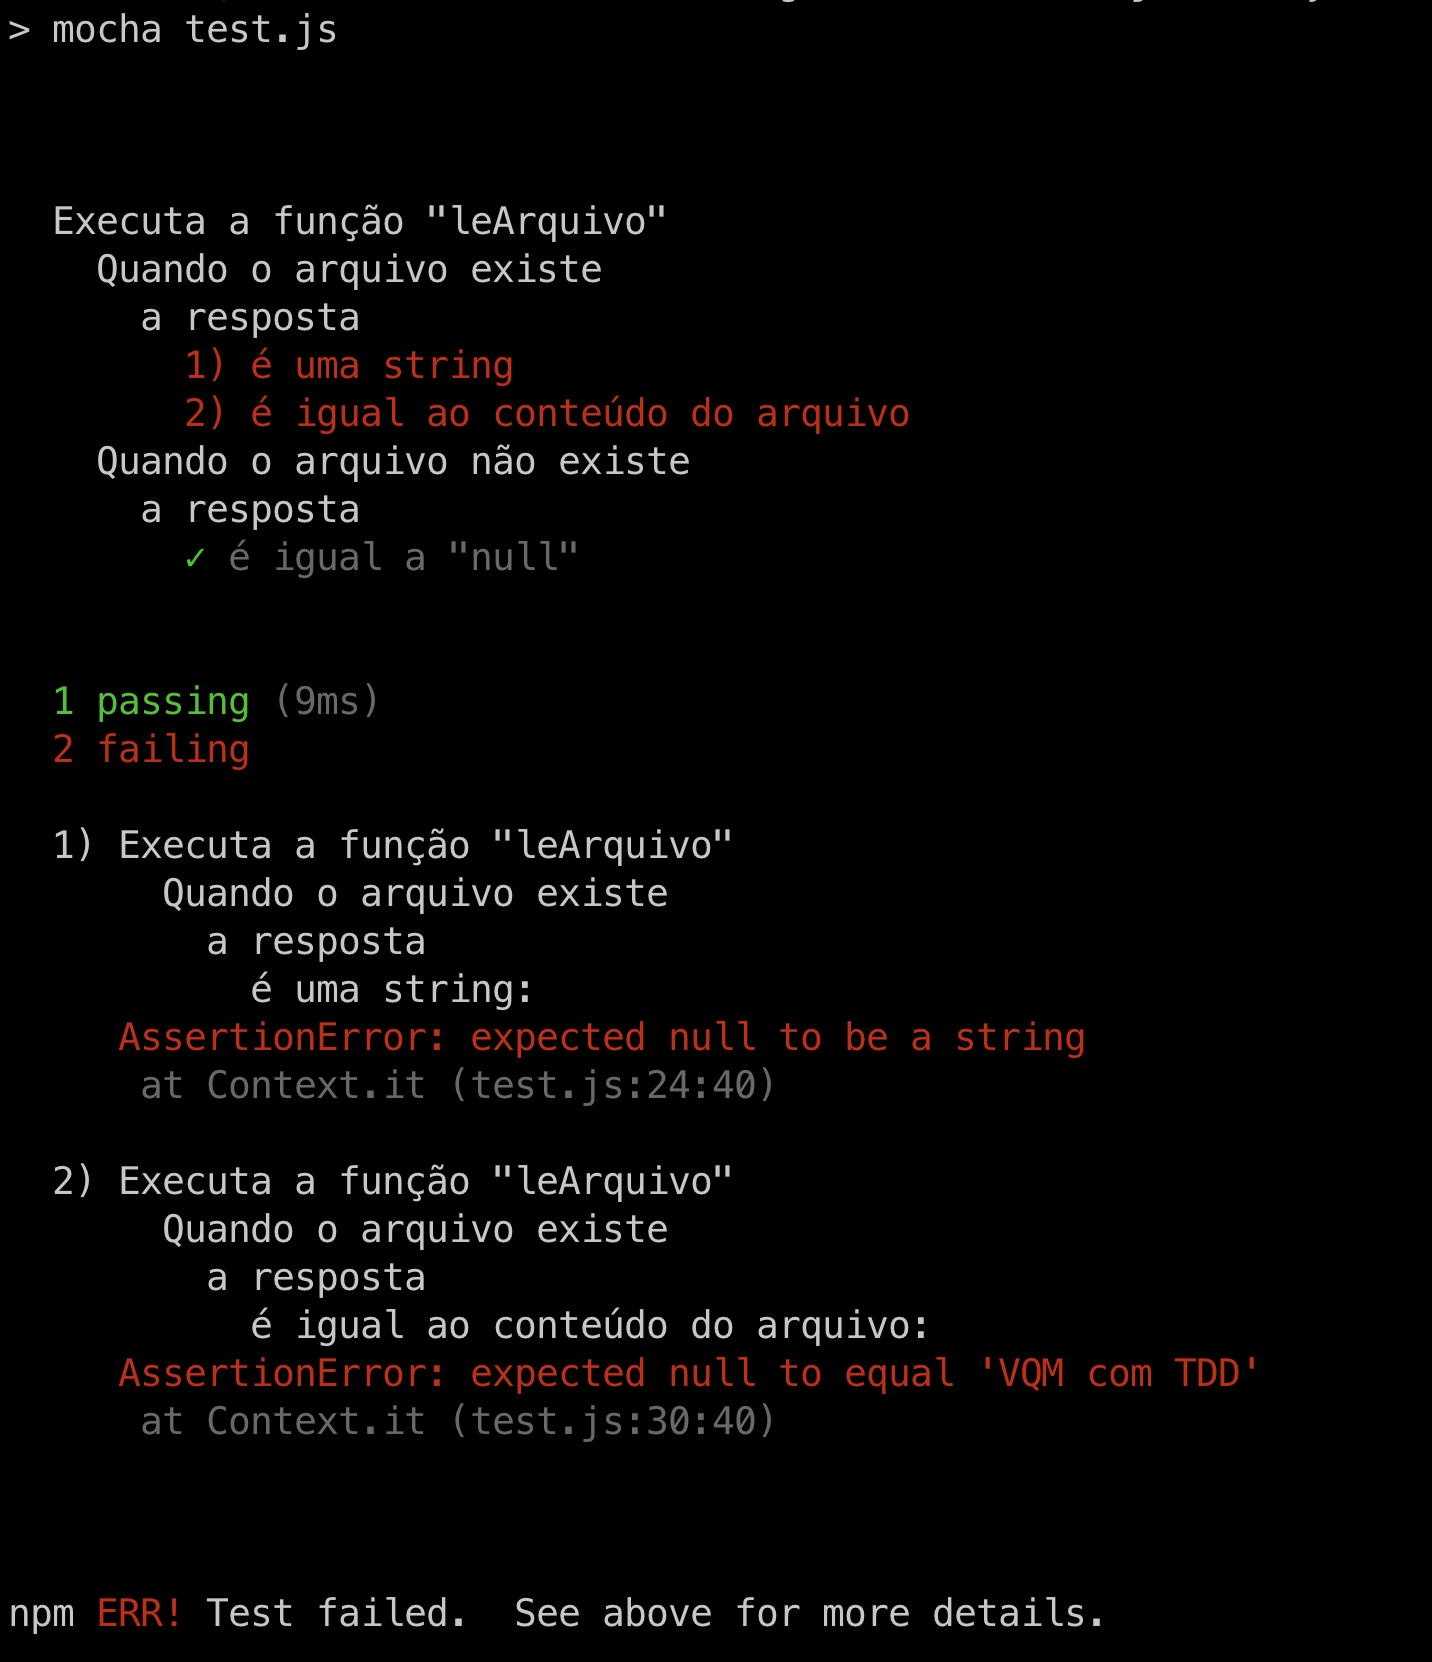 > mocha test.js
Executa a função "leArquivo"
Quando o arquivo existe
a resposta
1) é uma string
2) é igual ao conteúdo do arquivo
Quando o arquivo não existe
a resposta
✓ é igual a "null"
1 passing (9ms)
2 failing
1) Executa a função "leArquivo"
Quando o arquivo existe
a resposta
é uma string:
AssertionError: expected null to be a string
at Context.it (test.js:24:40)
2) Executa a função "leArquivo"
Quando o arquivo existe
a resposta
é igual ao conteúdo do arquivo:
AssertionError: expected null to equal 'VQM com TDD'
at Context.it (test.js:30:40)
npm ERR! Test failed.  See above for more details.